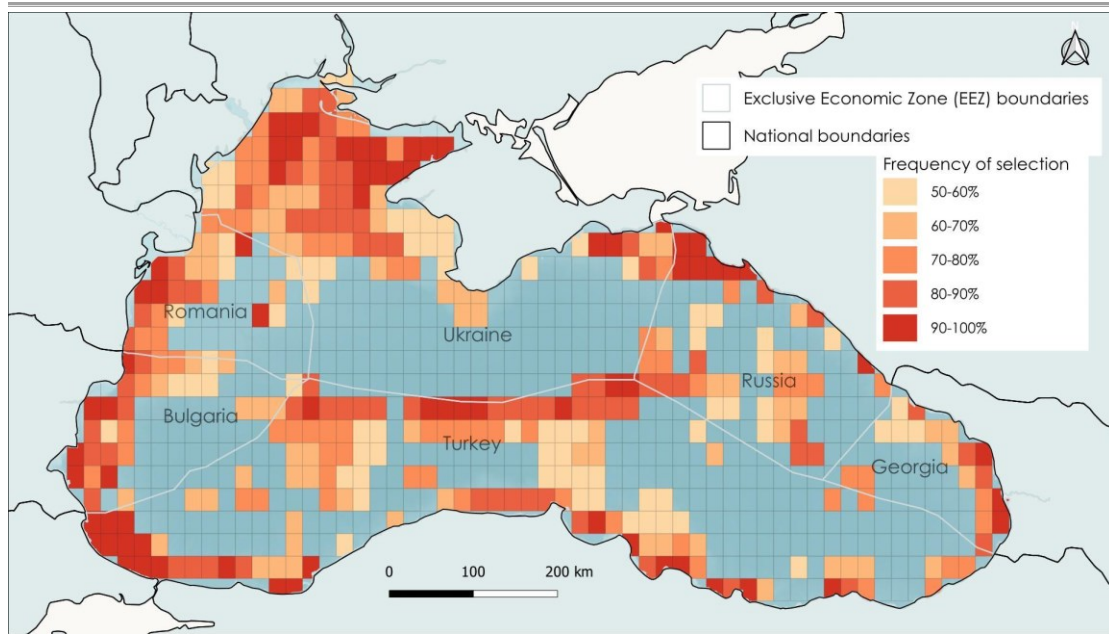 N
Exclusive Economic Zone (EEZ) boundaries
National boundaries
Frequency of selection
50-60%
60-70%
70-80%
80-90%
90-100%
Romania
Ukraine
Russia
Bulgaria
Turkey
Georgia
0 100 200 km